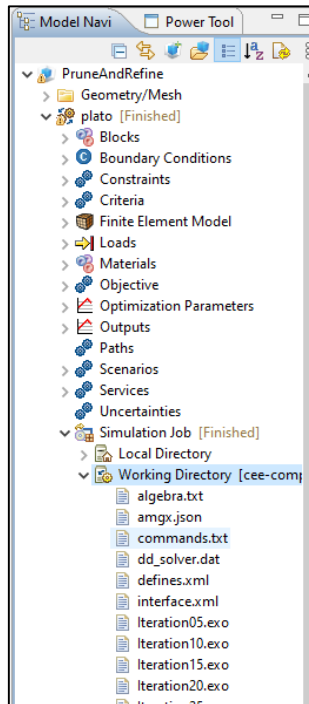 Model Navi Power Tool
PruneAndRefine
Geometry/Mesh
plato [Finished]
Blocks
Boundary Conditions
Constraints
Criteria
Finite Element Model
Loads
Materials
Objective
Optimization Parameters
Outputs
Paths
Scenarios
Services
Uncertainties
Simulation Job [Finished]
Local Directory
Working Directory [cee-comp
algebra.txt
amgx.json
commands.txt
dd_solver.dat
defines.xml
interface.xml
Iteration05.exo
Iteration10.exo
Iteration15.exo
Iteration20.exo